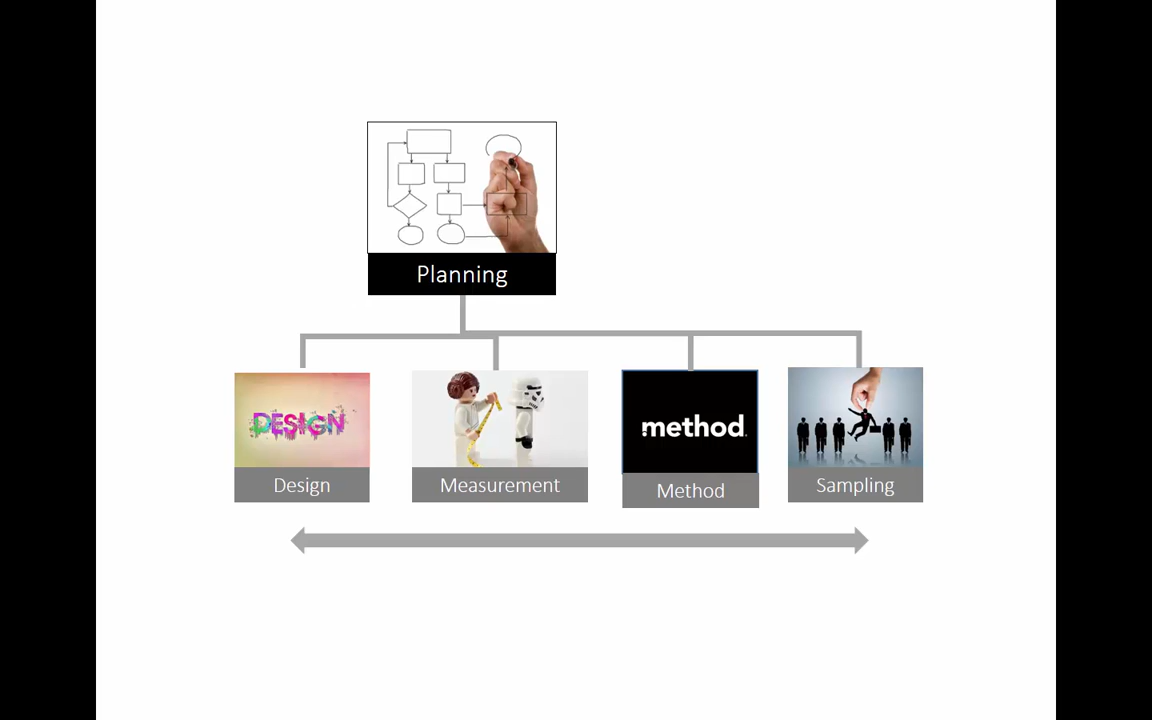 Planning
DESIGN
Design
Measurement
method.
Method
Sampling